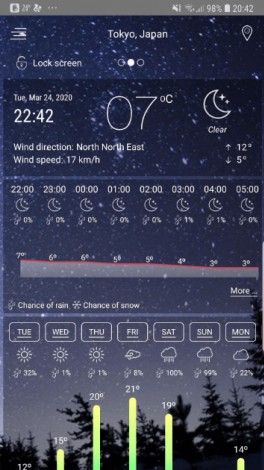 28° 98% 20:42
Tokyo, Japan
Lock screen
Tue, Mar 24, 2020
22:42
07 °C
Clear
Wind direction: North North East
Wind speed: 17 km/h
↑ 12°
↓ 5°
22:00 23:00 00:00 01:00 02:00 03:00 04:00 05:00
0% 0% 0% 0% 0% 1% 1% 0%
7° 6° 6° 5° 5° 4° 3° 3°
More
Chance of rain Chance of snow
TUE WED THU FRI SAT SUN MON
32% 1% 1% 8% 100% 99% 22%
21°
20°
19°
15°
14°
12°